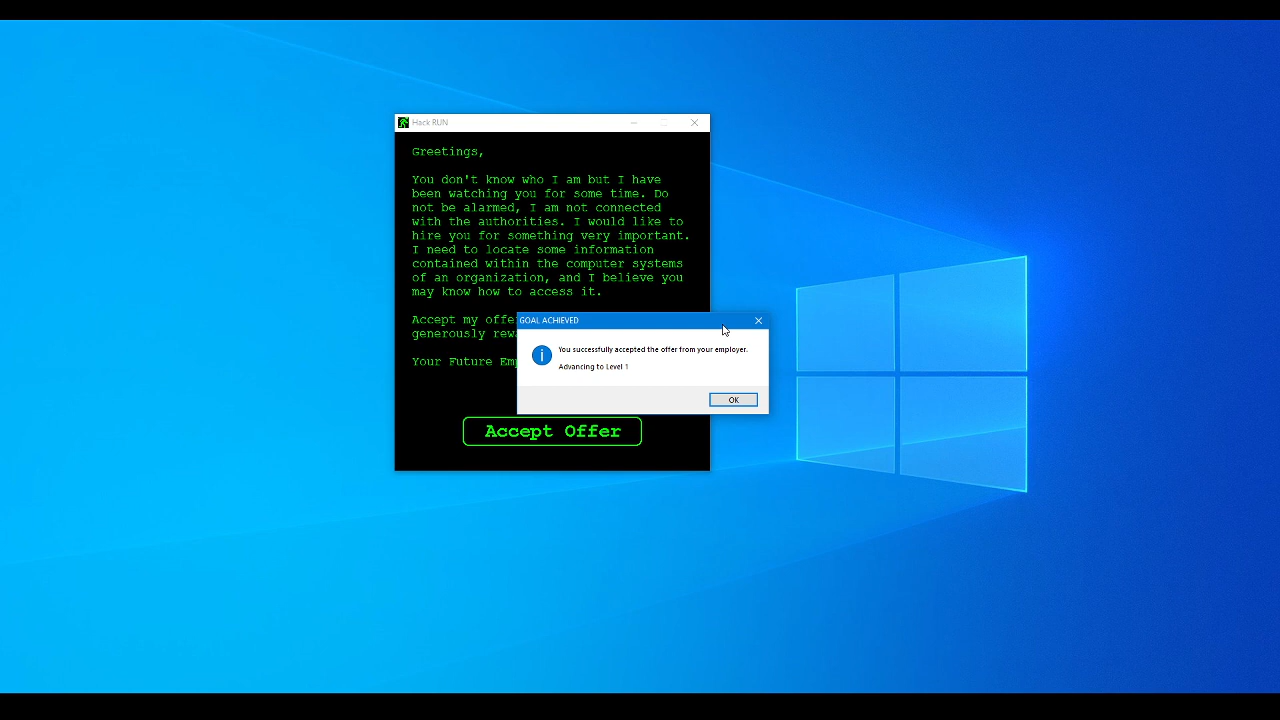 Hack RUN
Greetings,
You don't know who I am but I have
been watching you for some time. Do
not be alarmed, I am not connected
with the authorities. I would like to
hire you for something very important.
I need to locate some information
contained within the computer systems
of an organization, and I believe you
may know how to access it.
Accept my offe
generously rew
Your Future Em
GOAL ACHIEVED
You successfully accepted the offer from your employer.
Advancing to Level 1
OK
Accept Offer